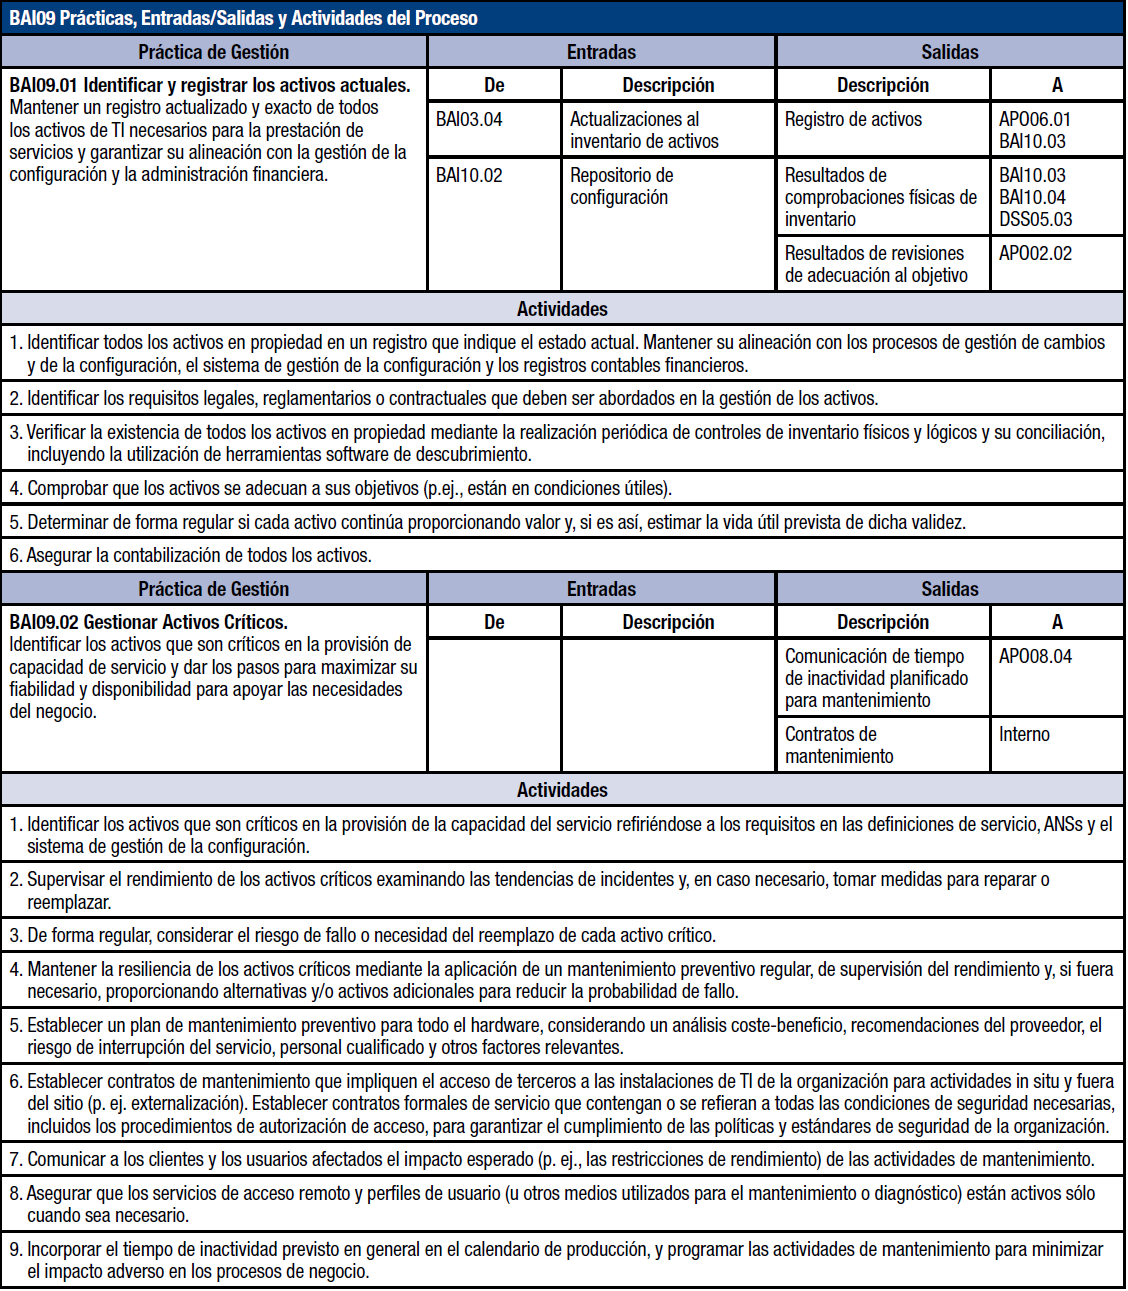 BAI09 Prácticas, Entradas/Salidas y Actividades del Proceso
Práctica de Gestión
Entradas
Salidas
BAI09.01 Identificar y registrar los activos actuales.
Mantener un registro actualizado y exacto de todos
los activos de TI necesarios para la prestación de
servicios y garantizar su alineación con la gestión de la
configuración y la administración financiera.
De
Descripción
Descripción
A
BAI03.04
Actualizaciones al
inventario de activos
Registro de activos
APO06.01
BAI10.03
BAI10.02
Repositorio de
configuración
Resultados de
comprobaciones físicas de
inventario
BAI10.03
BAI10.04
DSS05.03
Resultados de revisiones
de adecuación al objetivo
APO02.02
Actividades
1. Identificar todos los activos en propiedad en un registro que indique el estado actual. Mantener su alineación con los procesos de gestión de cambios
y de la configuración, el sistema de gestión de la configuración y los registros contables financieros.
2. Identificar los requisitos legales, reglamentarios o contractuales que deben ser abordados en la gestión de los activos.
3. Verificar la existencia de todos los activos en propiedad mediante la realización periódica de controles de inventario físicos y lógicos y su conciliación,
incluyendo la utilización de herramientas software de descubrimiento.
4. Comprobar que los activos se adecuan a sus objetivos (p.ej., están en condiciones útiles).
5. Determinar de forma regular si cada activo continúa proporcionando valor y, si es así, estimar la vida útil prevista de dicha validez.
6. Asegurar la contabilización de todos los activos.
Práctica de Gestión
Entradas
Salidas
BAI09.02 Gestionar Activos Críticos.
Identificar los activos que son críticos en la provisión de
capacidad de servicio y dar los pasos para maximizar su
fiabilidad y disponibilidad para apoyar las necesidades
del negocio.
De
Descripción
Descripción
A
Comunicación de tiempo
de inactividad planificado
para mantenimiento
APO08.04
Contratos de
mantenimiento
Interno
Actividades
1. Identificar los activos que son críticos en la provisión de la capacidad del servicio refiriéndose a los requisitos en las definiciones de servicio, ANSs y el
sistema de gestión de la configuración.
2. Supervisar el rendimiento de los activos críticos examinando las tendencias de incidentes y, en caso necesario, tomar medidas para reparar o
reemplazar.
3. De forma regular, considerar el riesgo de fallo o necesidad del reemplazo de cada activo crítico.
4. Mantener la resiliencia de los activos críticos mediante la aplicación de un mantenimiento preventivo regular, de supervisión del rendimiento y, si fuera
necesario, proporcionando alternativas y/o activos adicionales para reducir la probabilidad de fallo.
5. Establecer un plan de mantenimiento preventivo para todo el hardware, considerando un análisis coste-beneficio, recomendaciones del proveedor, el
riesgo de interrupción del servicio, personal cualificado y otros factores relevantes.
6. Establecer contratos de mantenimiento que impliquen el acceso de terceros a las instalaciones de TI de la organización para actividades in situ y fuera
del sitio (p. ej. externalización). Establecer contratos formales de servicio que contengan o se refieran a todas las condiciones de seguridad necesarias,
incluidos los procedimientos de autorización de acceso, para garantizar el cumplimiento de las políticas y estándares de seguridad de la organización.
7. Comunicar a los clientes y los usuarios afectados el impacto esperado (p. ej., las restricciones de rendimiento) de las actividades de mantenimiento.
8. Asegurar que los servicios de acceso remoto y perfiles de usuario (u otros medios utilizados para el mantenimiento o diagnóstico) están activos sólo
cuando sea necesario.
9. Incorporar el tiempo de inactividad previsto en general en el calendario de producción, y programar las actividades de mantenimiento para minimizar
el impacto adverso en los procesos de negocio.